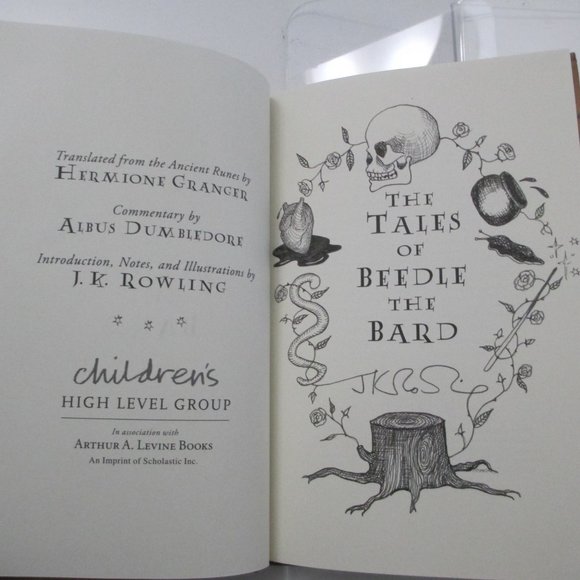 Translated from the Ancient Runes by
HERMIONE GRANGER
Commentary by
ALBUS DUMBLEDORE
Introduction, Notes, and Illustrations by
J.K. ROWLING
children's
HIGH LEVEL GROUP
In association with
ARTHUR A. LEVINE BOOKS
An Imprint of Scholastic Inc.
THE
TALES
OF
BEEDLE
THE
BARD
JK Rowling